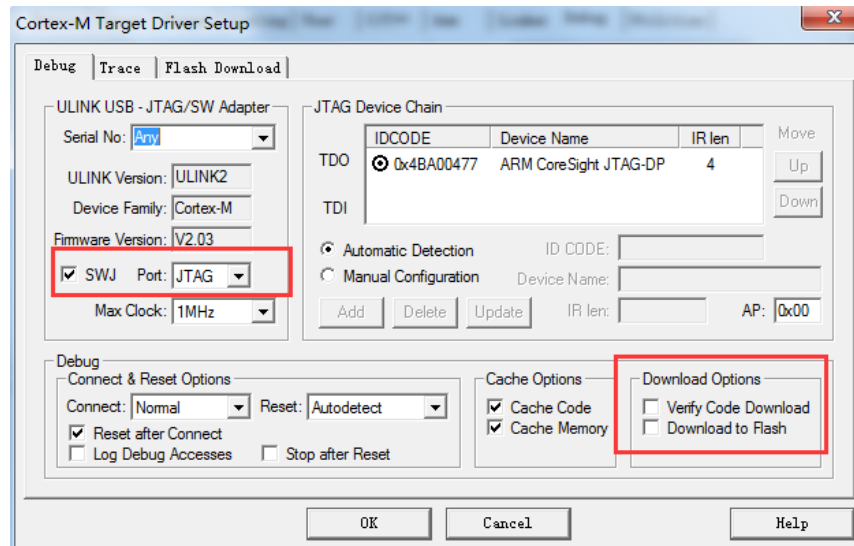 Cortex-M Target Driver Setup
Debug Trace Flash Download
ULINK USB - JTAG/SW Adapter
Serial No: Any
ULINK Version: ULINK2
Device Family: Cortex-M
Firmware Version: V2.03
SWJ Port: JTAG
Max Clock: 1MHz
JTAG Device Chain
IDCODE Device Name IR len
TDO 0x4BA00477 ARM CoreSight JTAG-DP 4
TDI
Move
Up
Down
Automatic Detection ID CODE:
Manual Configuration Device Name:
Add Delete Update IR len: AP: 0x00
Debug
Connect & Reset Options
Connect: Normal Reset: Autodetect
Reset after Connect
Log Debug Accesses Stop after Reset
Cache Options
Cache Code
Cache Memory
Download Options
Verify Code Download
Download to Flash
OK Cancel Help